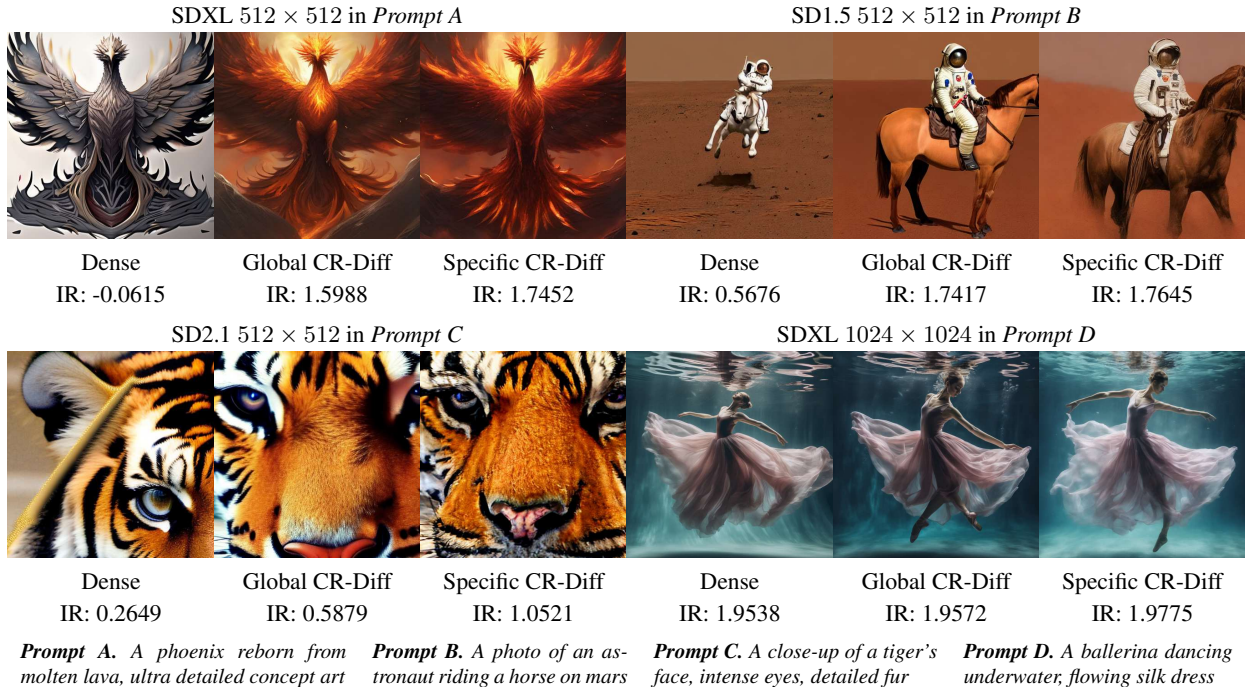 SDXL 512 × 512 in Prompt A
SD1.5 512 × 512 in Prompt B
Dense
Global CR-Diff
Specific CR-Diff
Dense
Global CR-Diff
Specific CR-Diff
IR: -0.0615
IR: 1.5988
IR: 1.7452
IR: 0.5676
IR: 1.7417
IR: 1.7645
SD2.1 512 × 512 in Prompt C
SDXL 1024 × 1024 in Prompt D
Dense
Global CR-Diff
Specific CR-Diff
Dense
Global CR-Diff
Specific CR-Diff
IR: 0.2649
IR: 0.5879
IR: 1.0521
IR: 1.9538
IR: 1.9572
IR: 1.9775
Prompt A. A phoenix reborn from
molten lava, ultra detailed concept art
Prompt B. A photo of an as-
tronaut riding a horse on mars
Prompt C. A close-up of a tiger's
face, intense eyes, detailed fur
Prompt D. A ballerina dancing
underwater, flowing silk dress